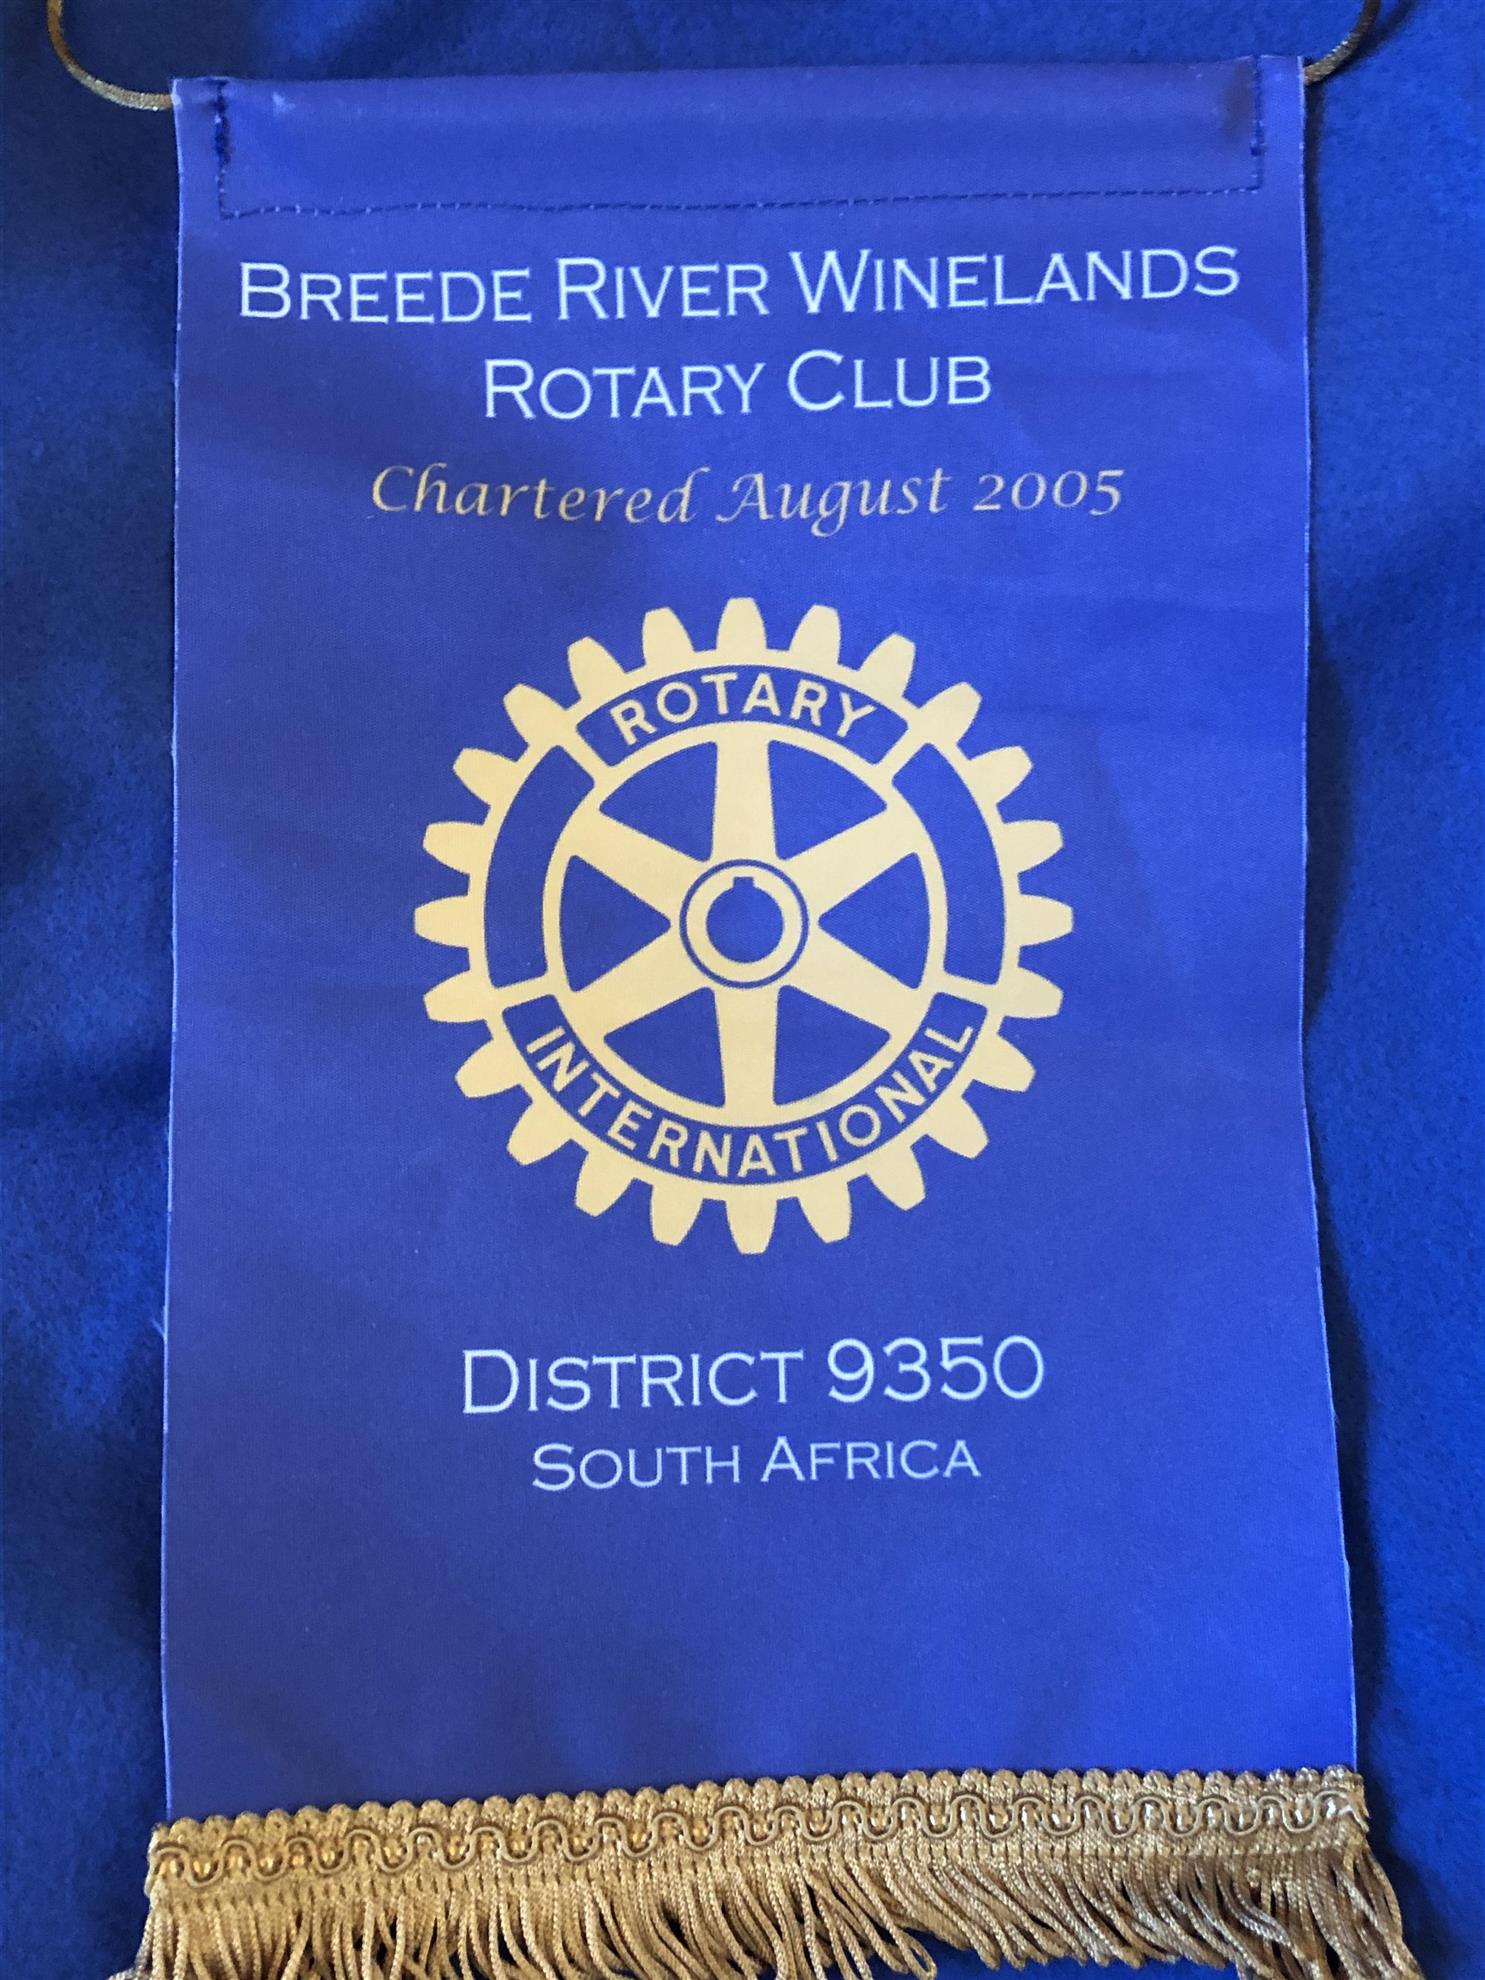 BREEDE RIVER WINELANDS
ROTARY CLUB
Chartered August 2005
ROTARY
INTERNATIONAL
DISTRICT 9350
SOUTH AFRICA